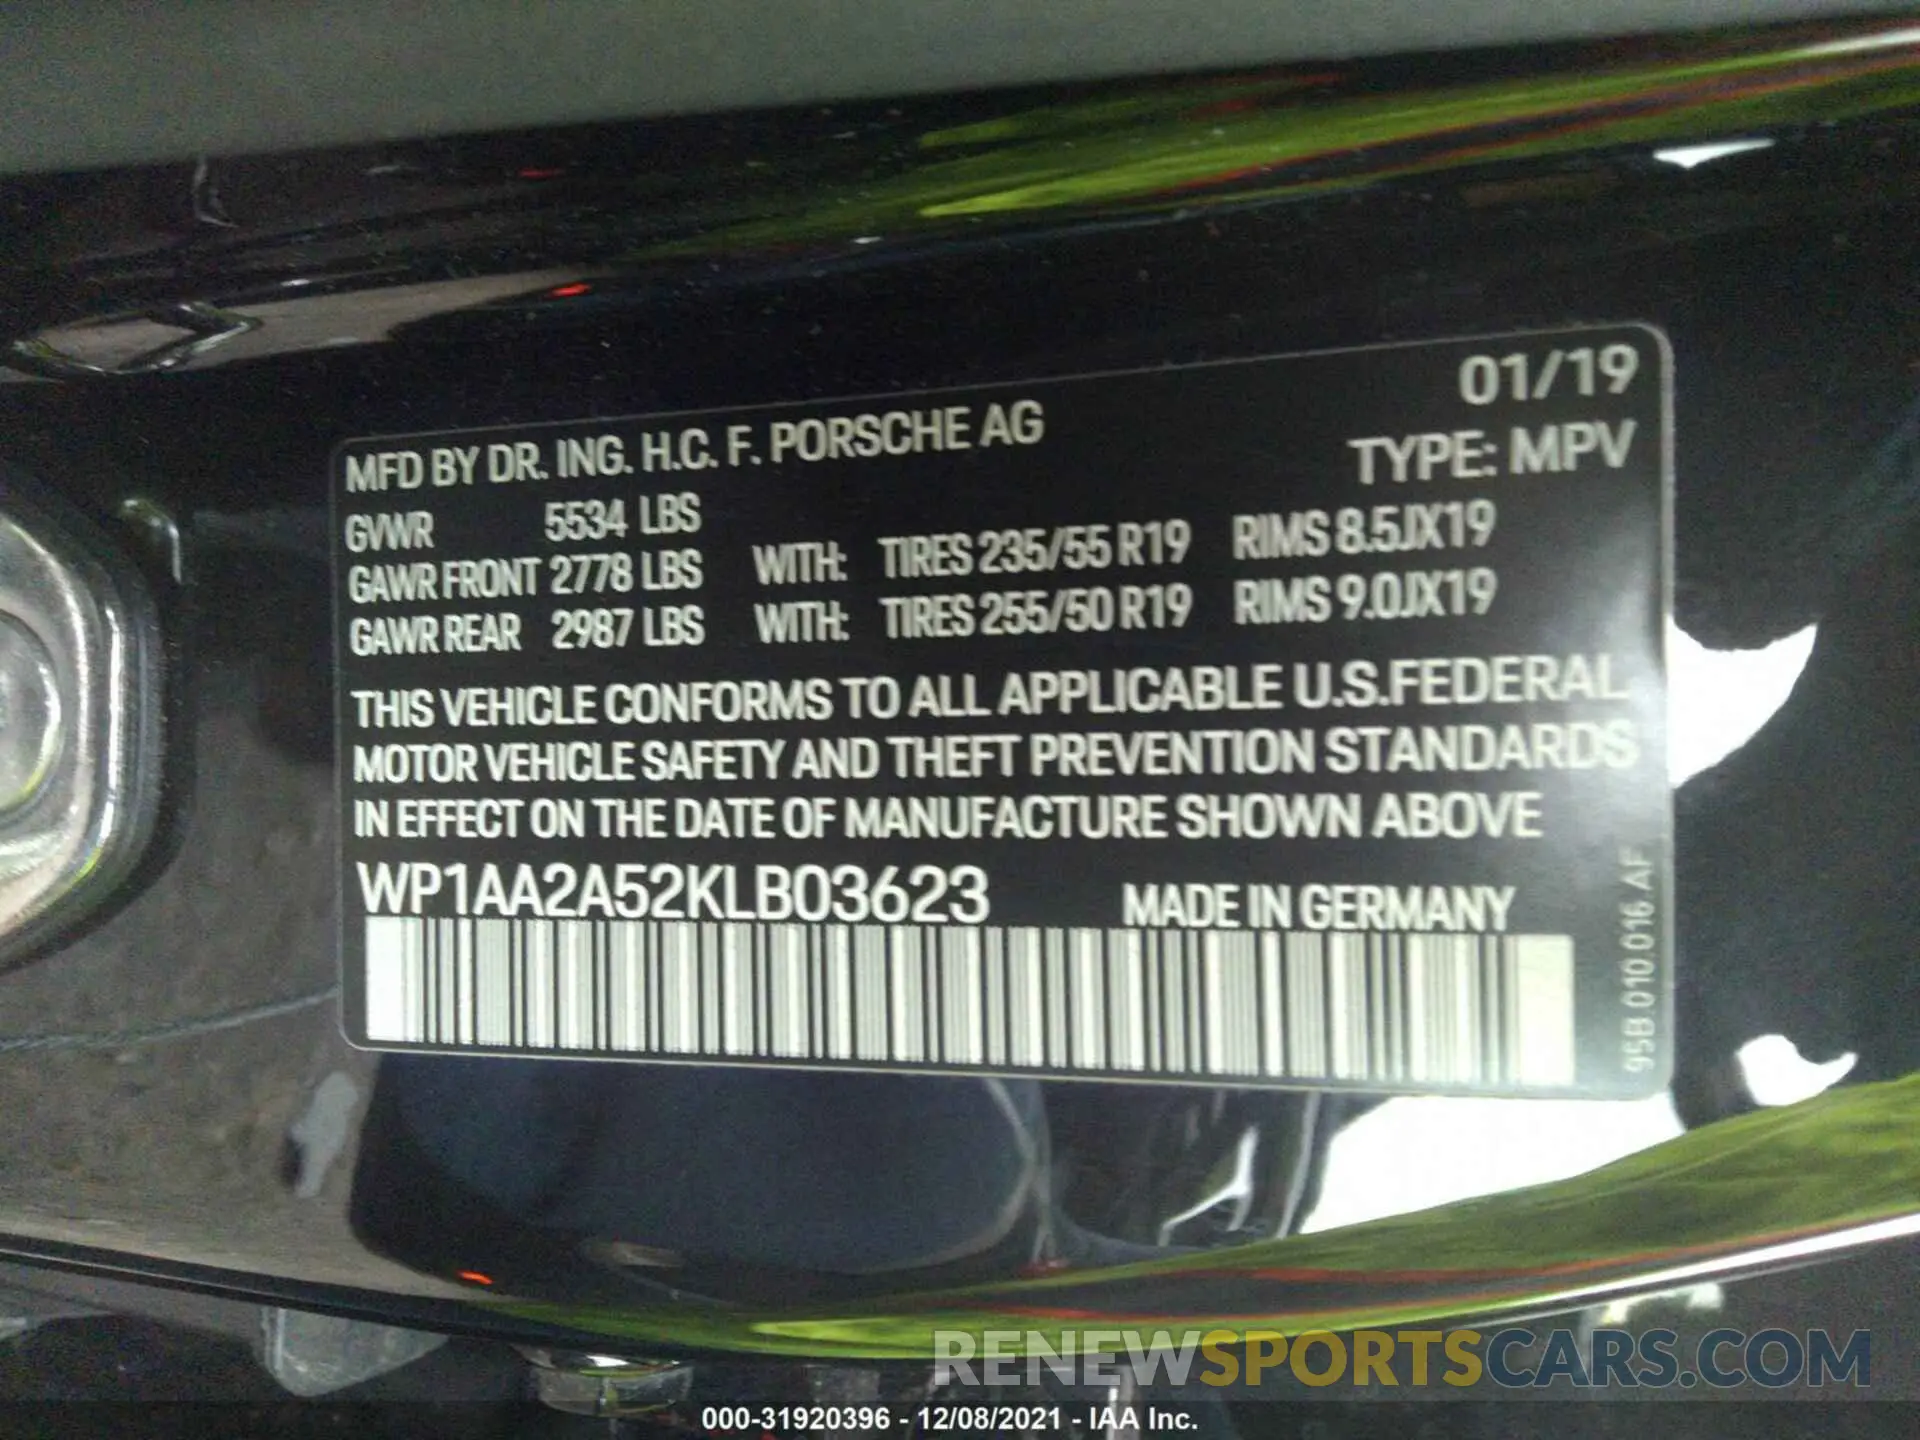 01/19
MFD BY DR. ING. H.C. F. PORSCHE AG
TYPE: MPV
GVWR 5534 LBS
GAWR FRONT 2778 LBS WITH: TIRES 235/55 R19 RIMS 8.5JX19
GAWR REAR 2987 LBS WITH: TIRES 255/50 R19 RIMS 9.0JX19
THIS VEHICLE CONFORMS TO ALL APPLICABLE U.S.FEDERAL
MOTOR VEHICLE SAFETY AND THEFT PREVENTION STANDARDS
IN EFFECT ON THE DATE OF MANUFACTURE SHOWN ABOVE
WP1AA2A52KLB03623 MADE IN GERMANY
95B.010.016.AF
RENEWSPORTSCARS.COM
000-31920396 - 12/08/2021 - IAA Inc.